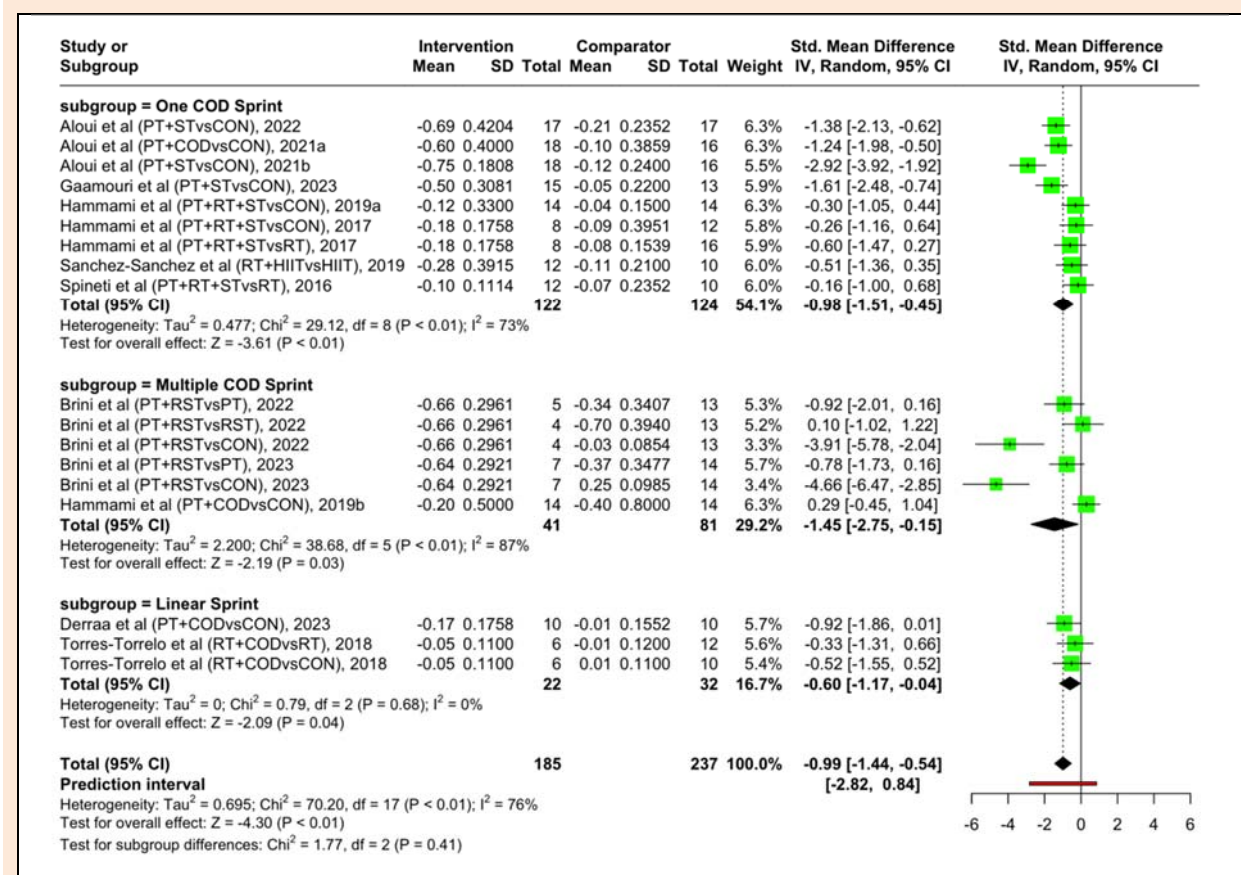 Study or Intervention Comparator Std. Mean Difference Std. Mean Difference
Subgroup Mean SD Total Mean SD Total Weight IV, Random, 95% CI IV, Random, 95% CI
subgroup = One COD Sprint
Aloui et al (PT+STvsCON), 2022 -0.69 0.4204 17 -0.21 0.2352 17 6.3% -1.38 [-2.13, -0.62]
Aloui et al (PT+CODvsCON), 2021a -0.60 0.4000 18 -0.10 0.3859 16 6.3% -1.24 [-1.98, -0.50]
Aloui et al (PT+STvsCON), 2021b -0.75 0.1808 18 -0.12 0.2400 16 5.5% -2.92 [-3.92, -1.92]
Gaamouri et al (PT+STvsCON), 2023 -0.50 0.3081 15 -0.05 0.2200 13 5.9% -1.61 [-2.48, -0.74]
Hammami et al (PT+RT+STvsCON), 2019a -0.12 0.3300 14 -0.04 0.1500 14 6.3% -0.30 [-1.05, 0.44]
Hammami et al (PT+RT+STvsCON), 2017 -0.18 0.1758 8 -0.09 0.3951 12 5.8% -0.26 [-1.16, 0.64]
Hammami et al (PT+RT+STvsRT), 2017 -0.18 0.1758 8 -0.08 0.1539 16 5.9% -0.60 [-1.47, 0.27]
Sanchez-Sanchez et al (RT+HIITvsHIIT), 2019 -0.28 0.3915 12 -0.11 0.2100 10 6.0% -0.51 [-1.36, 0.35]
Spineti et al (PT+RT+STvsRT), 2016 -0.10 0.1114 12 -0.07 0.2352 10 6.0% -0.16 [-1.00, 0.68]
Total (95% CI) 122 124 54.1% -0.98 [-1.51, -0.45]
Heterogeneity: Tau² = 0.477; Chi² = 29.12, df = 8 (P < 0.01); I² = 73%
Test for overall effect: Z = -3.61 (P < 0.01)
subgroup = Multiple COD Sprint
Brini et al (PT+RSTvsPT), 2022 -0.66 0.2961 5 -0.34 0.3407 13 5.3% -0.92 [-2.01, 0.16]
Brini et al (PT+RSTvsRST), 2022 -0.66 0.2961 4 -0.70 0.3940 13 5.2% 0.10 [-1.02, 1.22]
Brini et al (PT+RSTvsCON), 2022 -0.66 0.2961 4 -0.03 0.0854 13 3.3% -3.91 [-5.78, -2.04]
Brini et al (PT+RSTvsPT), 2023 -0.64 0.2921 7 -0.37 0.3477 14 5.7% -0.78 [-1.73, 0.16]
Brini et al (PT+RSTvsCON), 2023 -0.64 0.2921 7 0.25 0.0985 14 3.4% -4.66 [-6.47, -2.85]
Hammami et al (PT+CODvsCON), 2019b -0.20 0.5000 14 -0.40 0.8000 14 6.3% 0.29 [-0.45, 1.04]
Total (95% CI) 41 81 29.2% -1.45 [-2.75, -0.15]
Heterogeneity: Tau² = 2.200; Chi² = 38.68, df = 5 (P < 0.01); I² = 87%
Test for overall effect: Z = -2.19 (P = 0.03)
subgroup = Linear Sprint
Derraa et al (PT+CODvsCON), 2023 -0.17 0.1758 10 -0.01 0.1552 10 5.7% -0.92 [-1.86, 0.01]
Torres-Torrelo et al (RT+CODvsRT), 2018 -0.05 0.1100 6 -0.01 0.1200 12 5.6% -0.33 [-1.31, 0.66]
Torres-Torrelo et al (RT+CODvsCON), 2018 -0.05 0.1100 6 0.01 0.1100 10 5.4% -0.52 [-1.55, 0.52]
Total (95% CI) 22 32 16.7% -0.60 [-1.17, -0.04]
Heterogeneity: Tau² = 0; Chi² = 0.79, df = 2 (P = 0.68); I² = 0%
Test for overall effect: Z = -2.09 (P = 0.04)
Total (95% CI) 185 237 100.0% -0.99 [-1.44, -0.54]
Prediction interval [-2.82, 0.84]
Heterogeneity: Tau² = 0.695; Chi² = 70.20, df = 17 (P < 0.01); I² = 76%
Test for overall effect: Z = -4.30 (P < 0.01)
Test for subgroup differences: Chi² = 1.77, df = 2 (P = 0.41)
-6 -4 -2 0 2 4 6